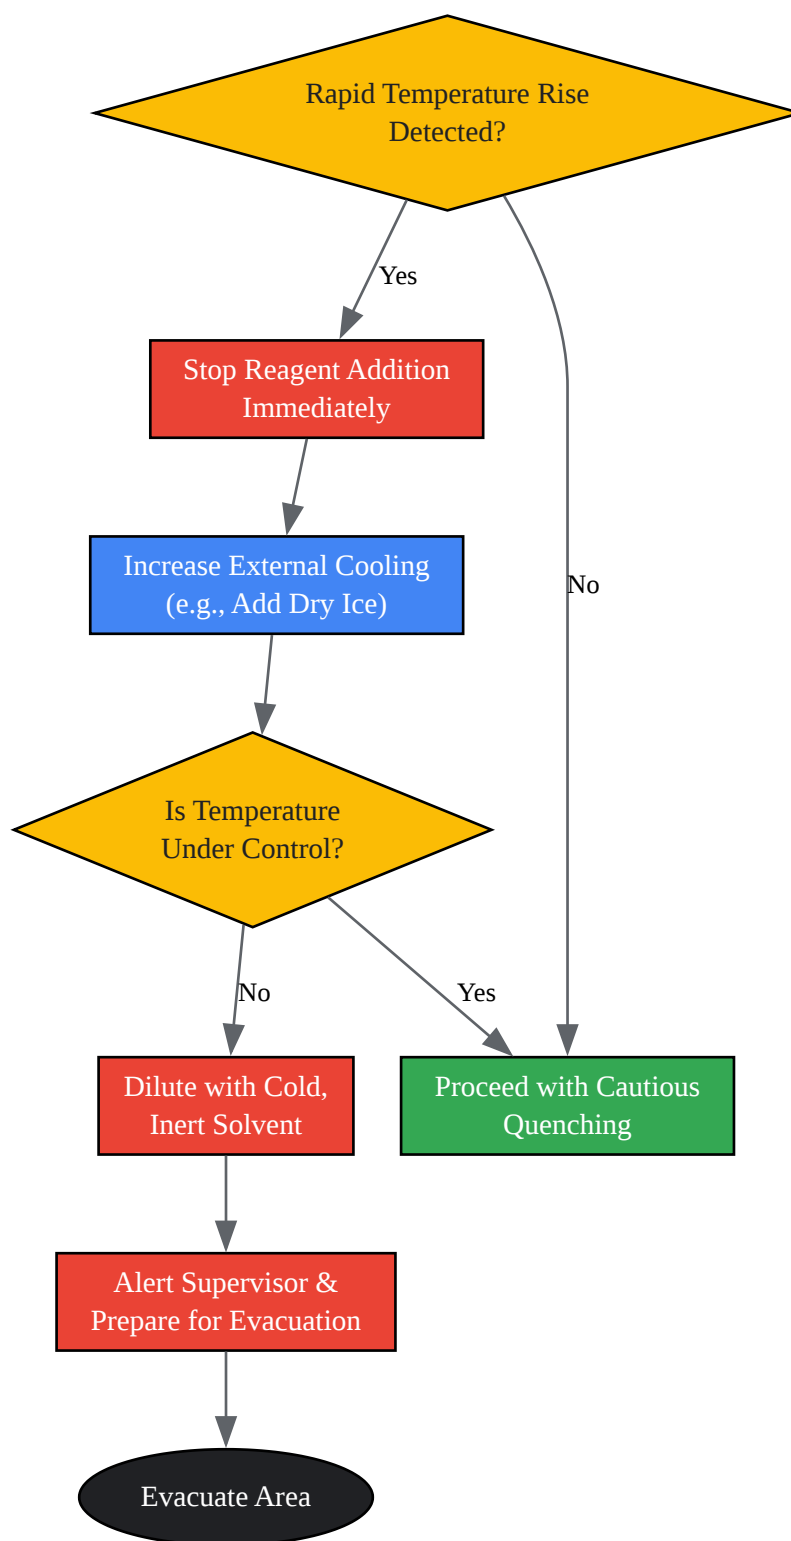 Rapid Temperature Rise
Detected?
Yes
Stop Reagent Addition
Immediately
Increase External Cooling
(e.g., Add Dry Ice)
No
Is Temperature
Under Control?
No
Yes
Dilute with Cold,
Inert Solvent
Proceed with Cautious
Quenching
Alert Supervisor &
Prepare for Evacuation
Evacuate Area